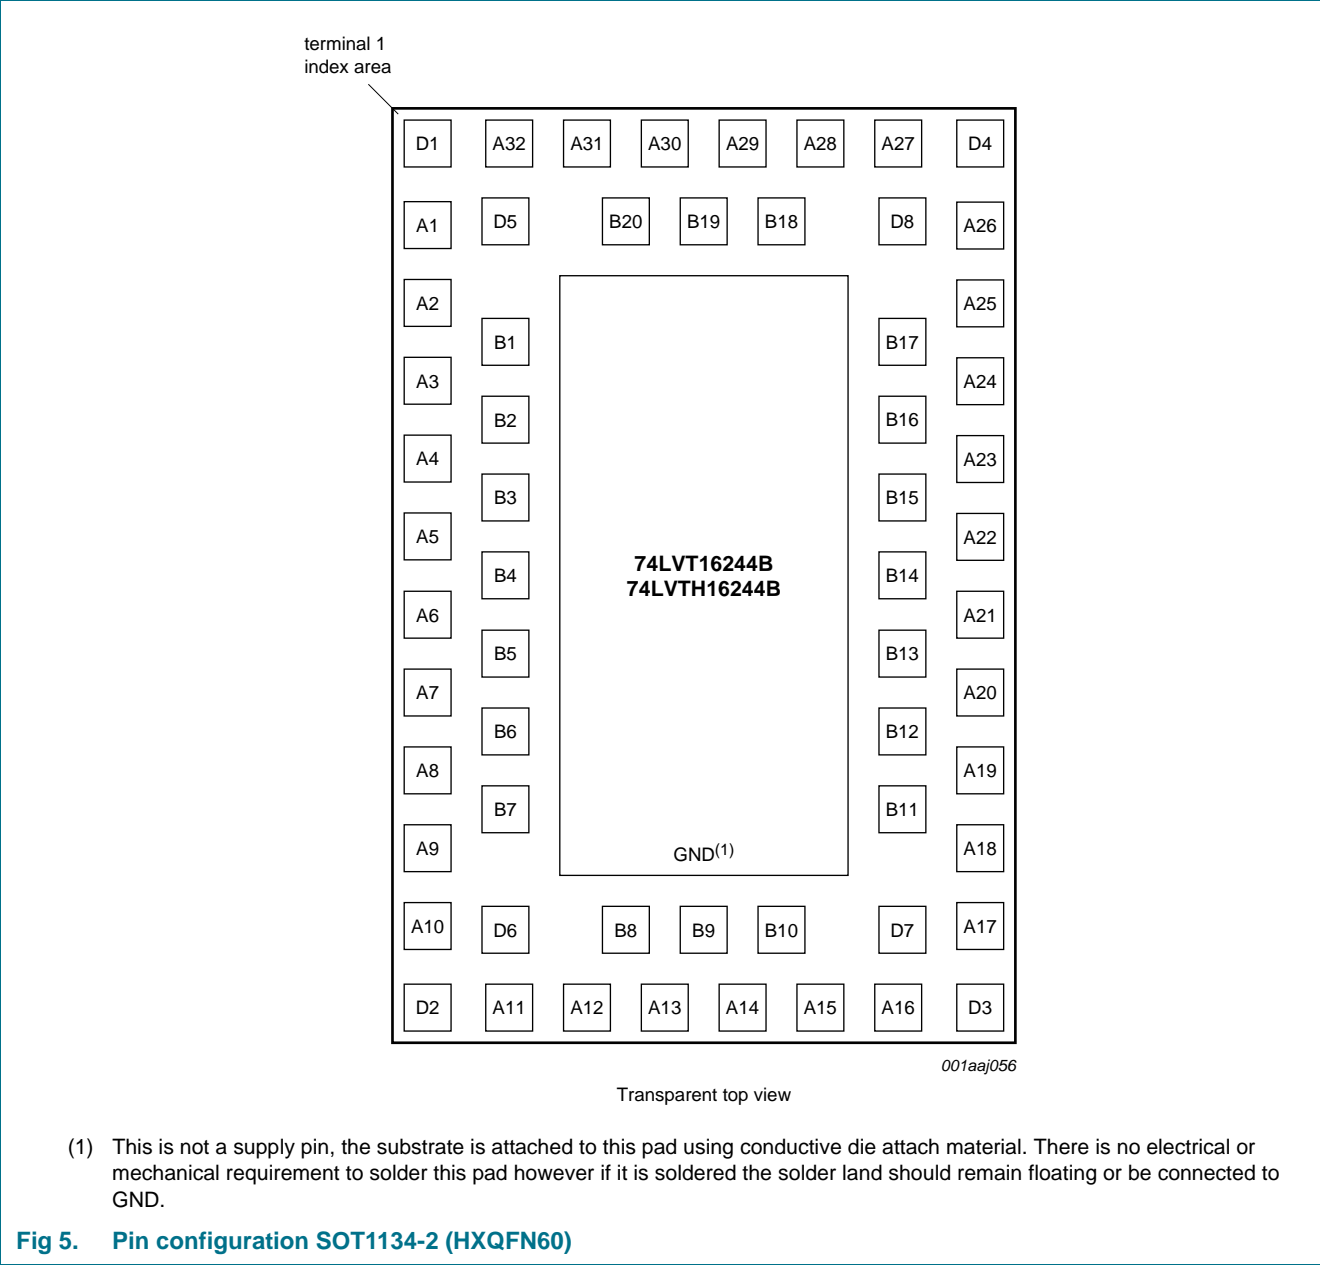 terminal 1
index area
D1 A32 A31 A30 A29 A28 A27 D4
A1 D5 B20 B19 B18 D8 A26
A2 A25
B1 B17
A3 A24
B2 B16
A4 A23
B3 B15
A5 A22
74LVT16244B
B4 B14
74LVTH16244B
A6 A21
B5 B13
A7 A20
B6 B12
A8 A19
B7 B11
A9 GND(1) A18
A10 D6 B8 B9 B10 D7 A17
D2 A11 A12 A13 A14 A15 A16 D3
001aaj056
Transparent top view
(1) This is not a supply pin, the substrate is attached to this pad using conductive die attach material. There is no electrical or
mechanical requirement to solder this pad however if it is soldered the solder land should remain floating or be connected to
GND.
Fig 5. Pin configuration SOT1134-2 (HXQFN60)